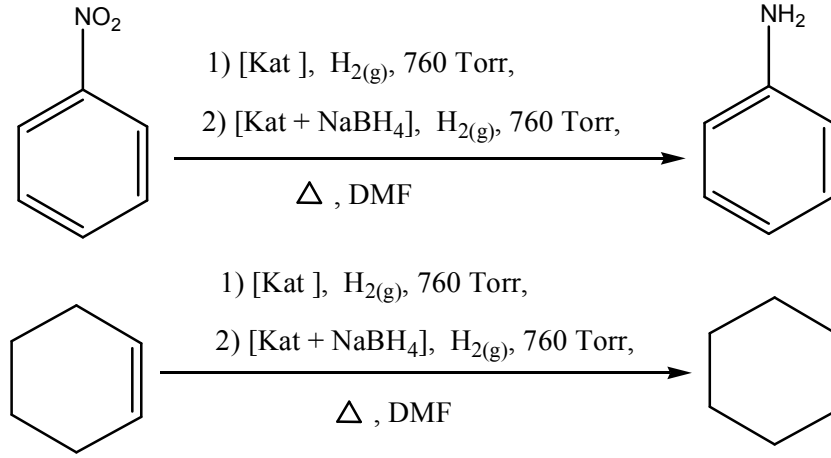 NO₂
NH₂
1) [Kat ], H₂₍g₎, 760 Torr,
2) [Kat + NaBH₄], H₂₍g₎, 760 Torr,
△ , DMF
1) [Kat ], H₂₍g₎, 760 Torr,
2) [Kat + NaBH₄], H₂₍g₎, 760 Torr,
△ , DMF